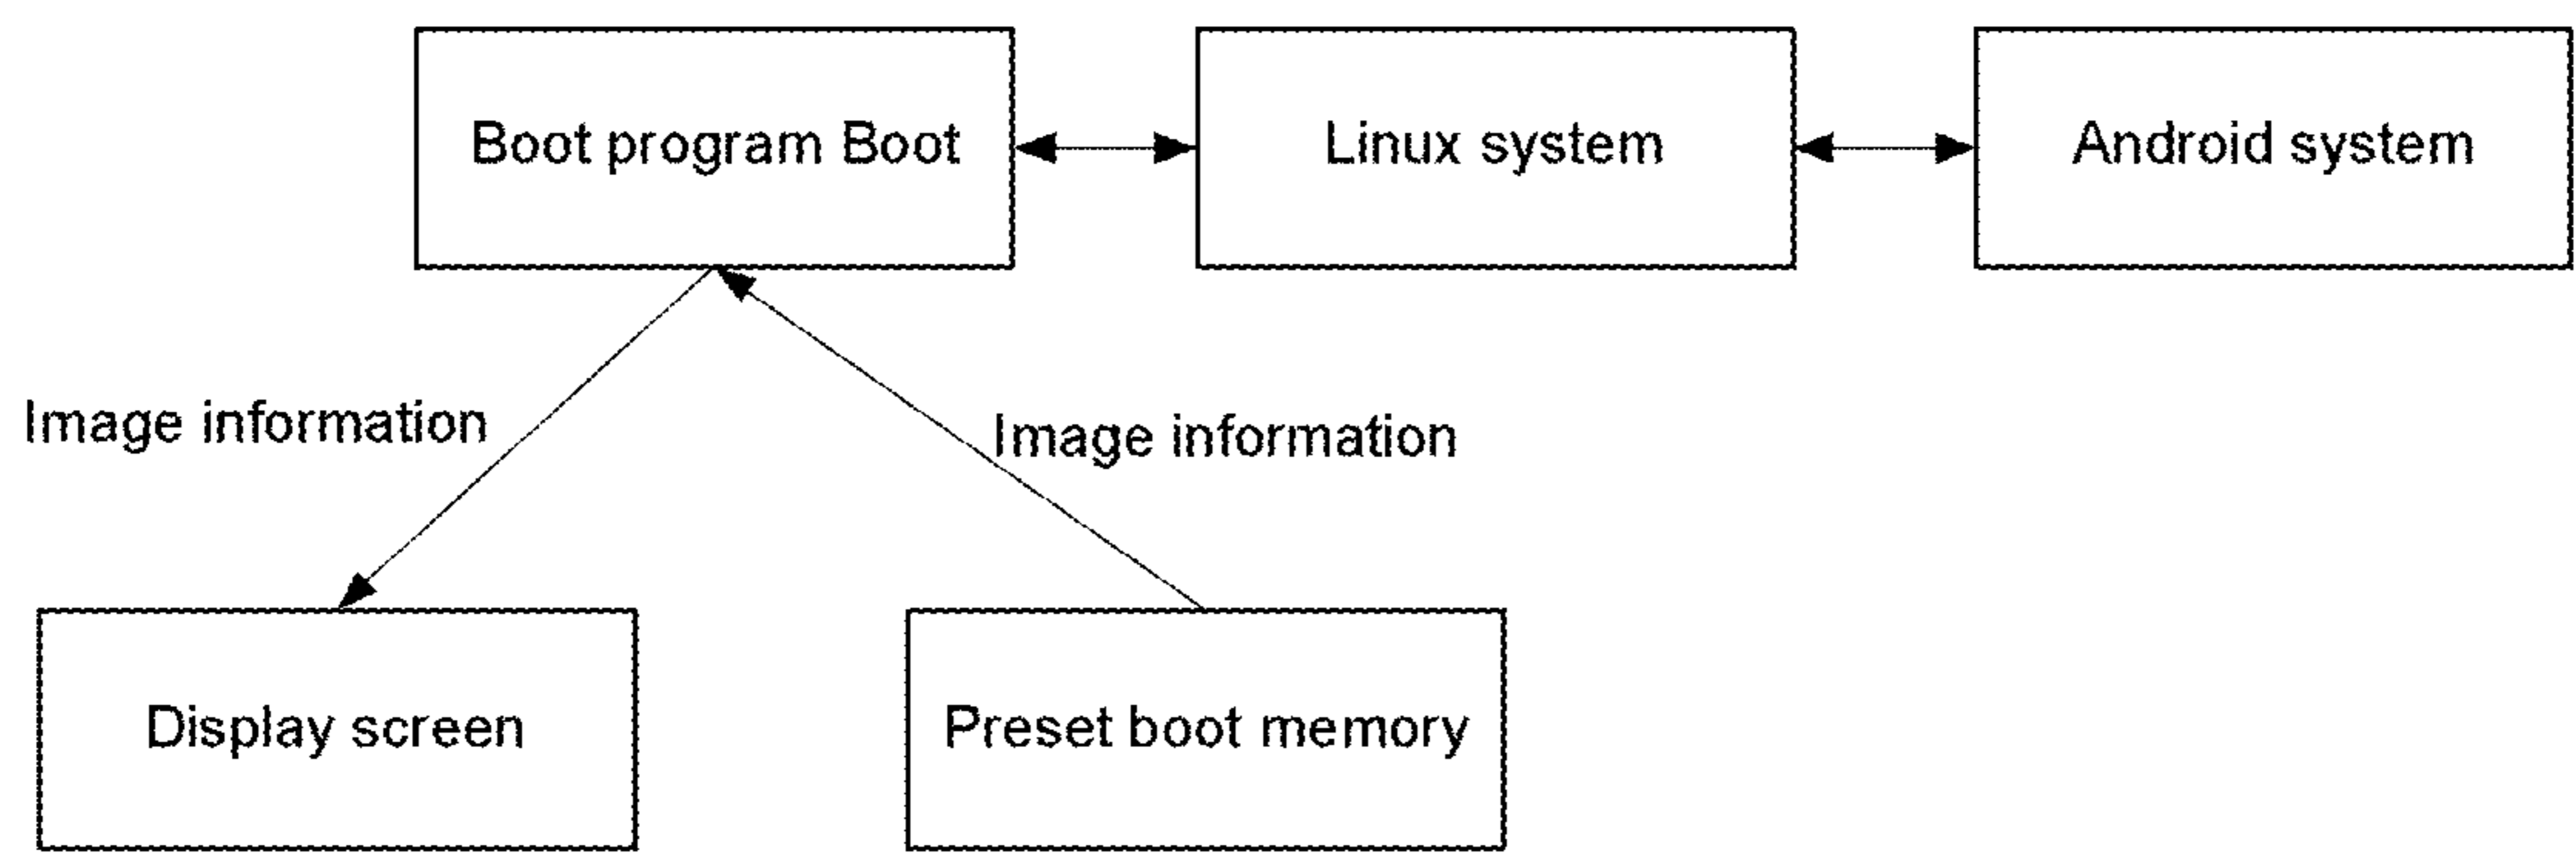 Boot program Boot
Linux system
Android system
Image information
Image information
Display screen
Preset boot memory